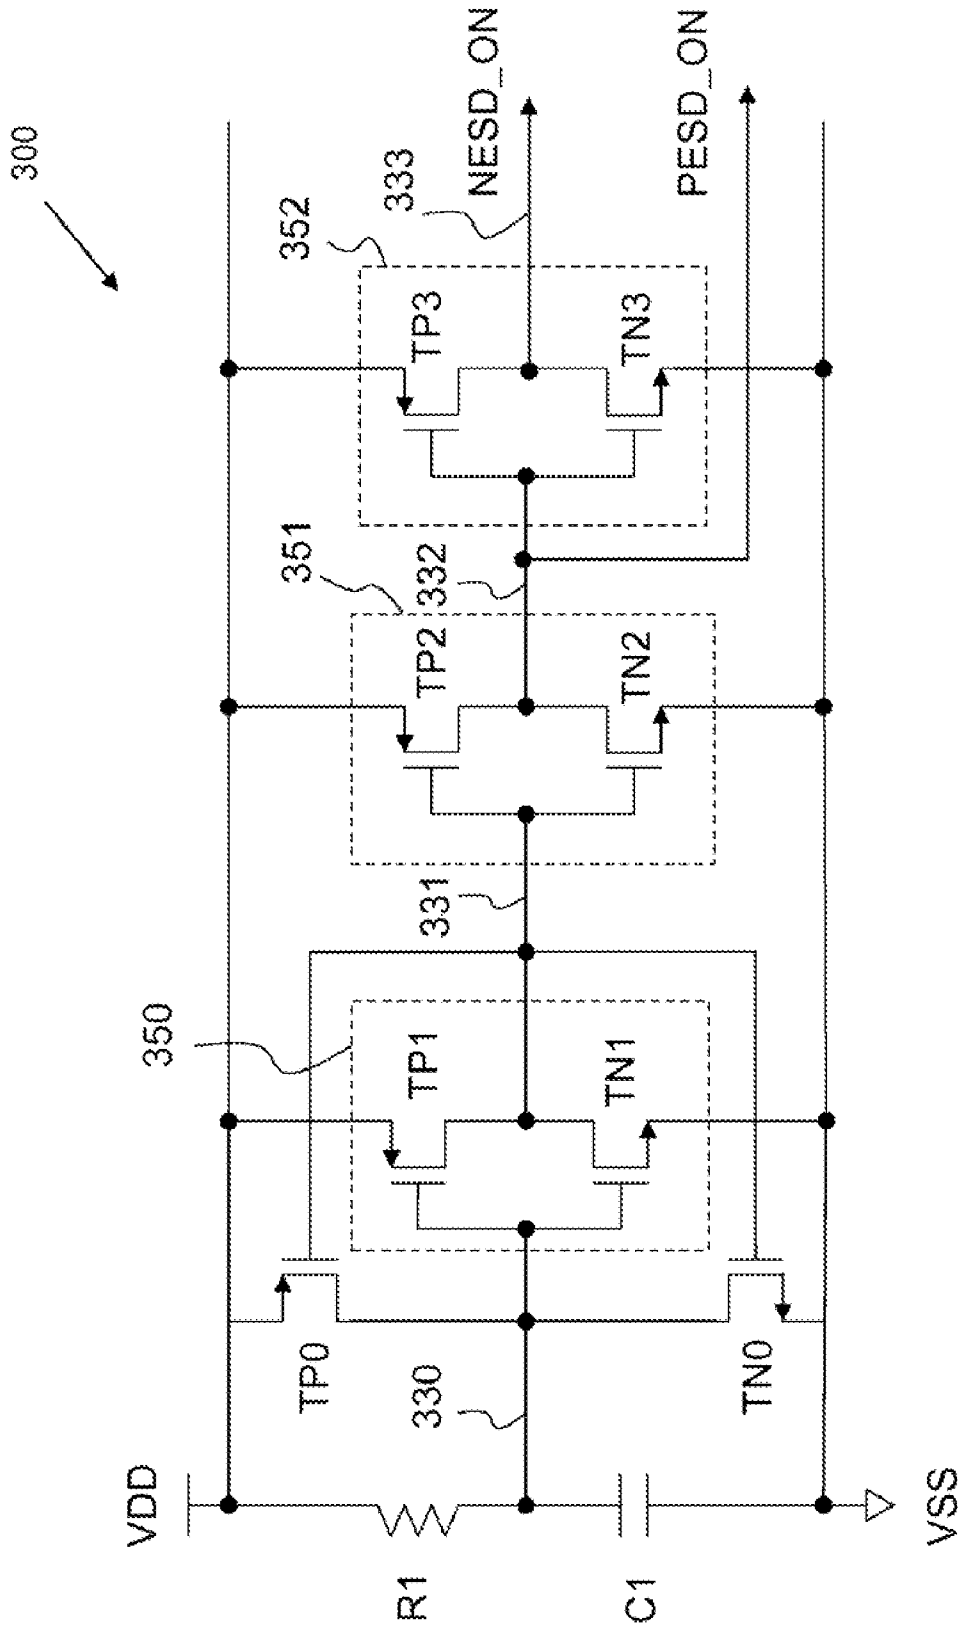 300
VDD
R1
C1
VSS
TP0
TN0
330
350
TP1
TN1
331
351
TP2
TN2
332
352
TP3
TN3
333
NESD_ON
PESD_ON